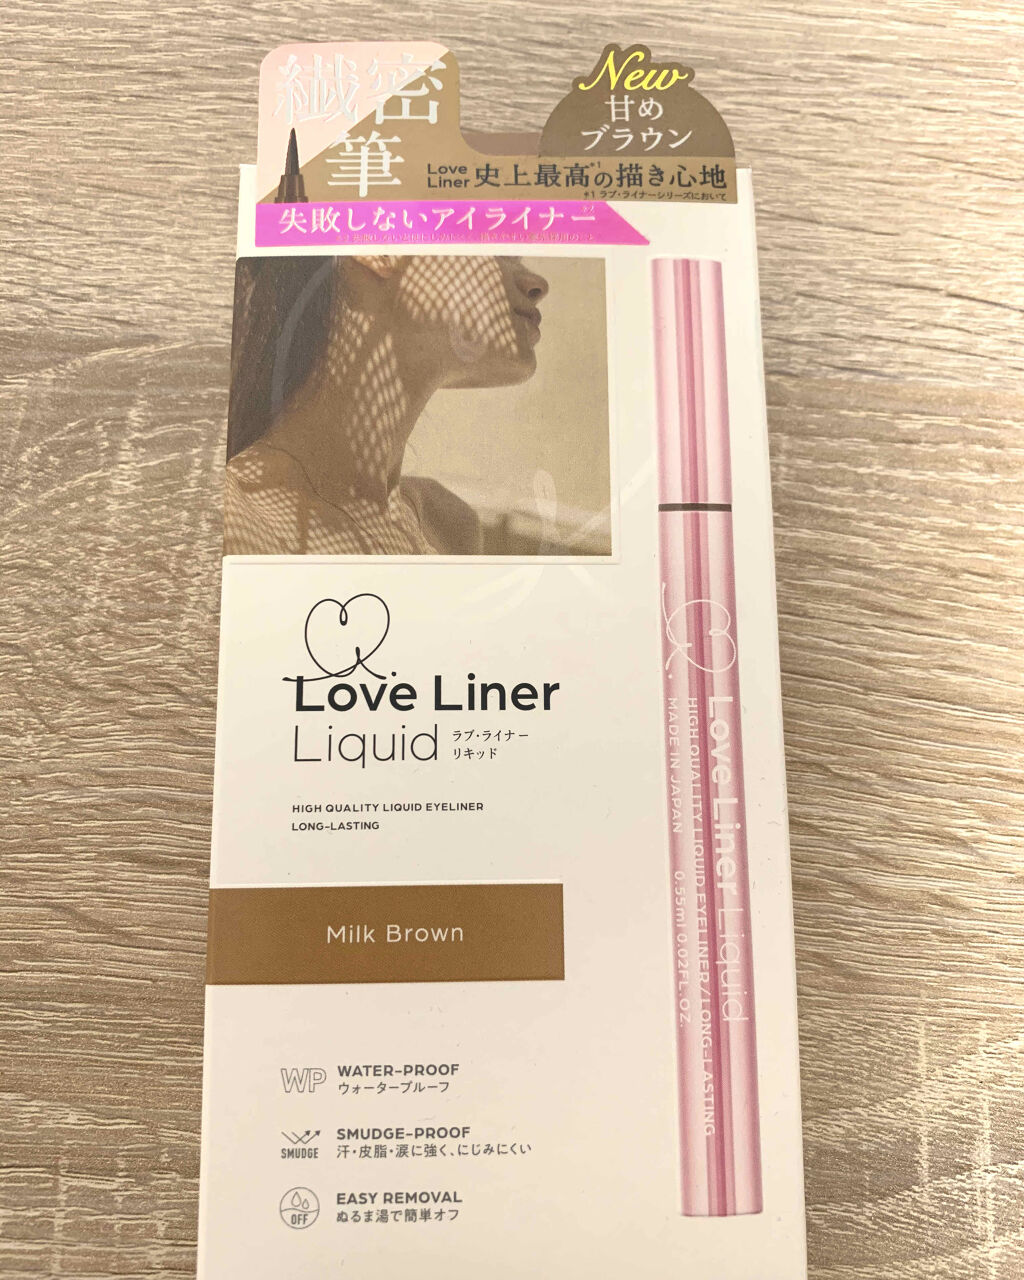 繊密
筆
New
甘め
ブラウン
Love
Liner 史上最高*1の描き心地
*1 ラブ・ライナーシリーズにおいて
失敗しないアイライナー
Love Liner
Liquid
ラブ・ライナー
リキッド
HIGH QUALITY LIQUID EYELINER
LONG-LASTING
Milk Brown
WP
WATER-PROOF
ウォータープルーフ
SMUDGE
SMUDGE-PROOF
汗・皮脂・涙に強く、にじみにくい
OFF
EASY REMOVAL
ぬるま湯で簡単オフ
Love Liner Liquid
HIGH QUALITY LIQUID EYELINER/LONG-LASTING
MADE IN JAPAN 0.55ml 0.02FL.OZ.